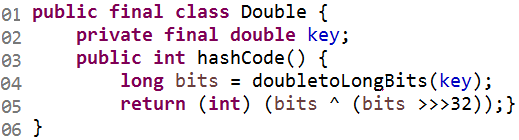 01 public final class Double {
02     private final double key;
03     public int hashCode() {
04         long bits = doubletoLongBits(key);
05         return (int) (bits ^ (bits >>>32));}
06 }